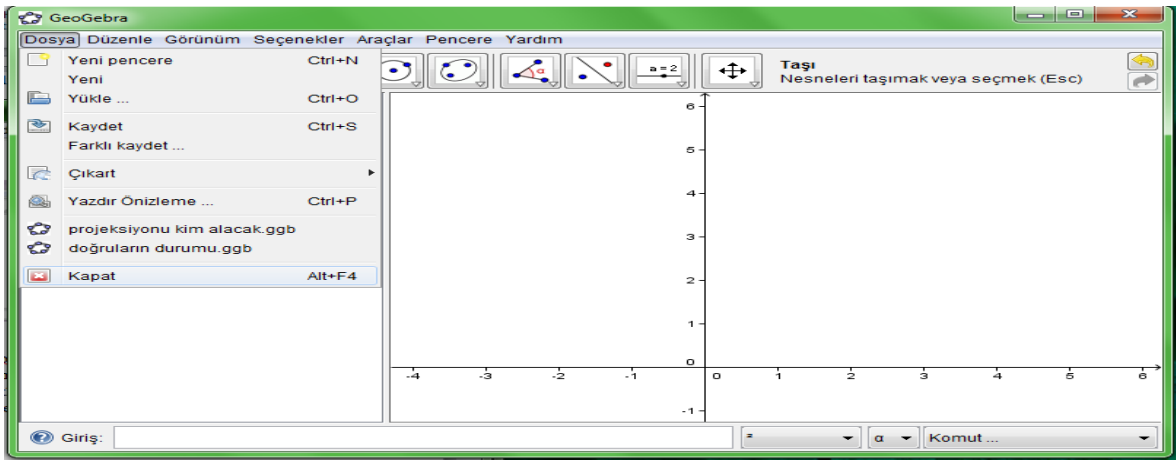 GeoGebra
Dosya Düzenle Görünüm Seçenekler Araçlar Pencere Yardım
Yeni pencere Ctrl+N
Yeni
Yükle ... Ctrl+O
Kaydet Ctrl+S
Farklı kaydet ...
Çıkart
Yazdır Önizleme ... Ctrl+P
projeksiyonu kim alacak.ggb
doğruların durumu.ggb
Kapat Alt+F4
α
a=2
Taşı
Nesneleri taşımak veya seçmek (Esc)
6
5
4
3
2
1
0
-4 -3 -2 -1 0 1 2 3 4 5 6
-1
Giriş: ² α Komut ...